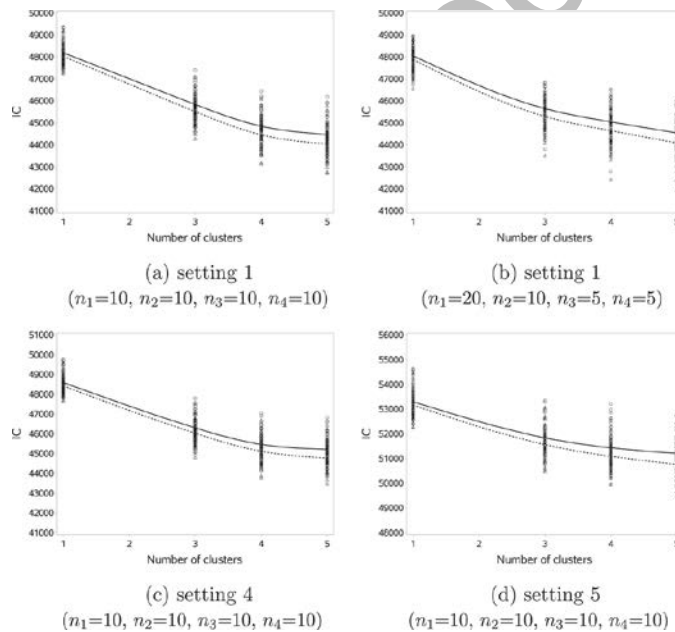 50000 50000
49000 49000
48000 48000
47000 47000
46000 46000
IC 45000 IC 45000
44000 44000
43000 43000
42000 42000
41000 41000
1 2 3 4 5 1 2 3 4 5
Number of clusters Number of clusters
(a) setting 1 (b) setting 1
(n₁=10, n₂=10, n₃=10, n₄=10) (n₁=20, n₂=10, n₃=5, n₄=5)
51000 56000
50000 55000
49000 54000
48000 53000
47000 52000
IC 46000 IC 51000
45000 50000
44000 49000
43000 48000
42000
41000
1 2 3 4 5 1 2 3 4 5
Number of clusters Number of clusters
(c) setting 4 (d) setting 5
(n₁=10, n₂=10, n₃=10, n₄=10) (n₁=10, n₂=10, n₃=10, n₄=10)